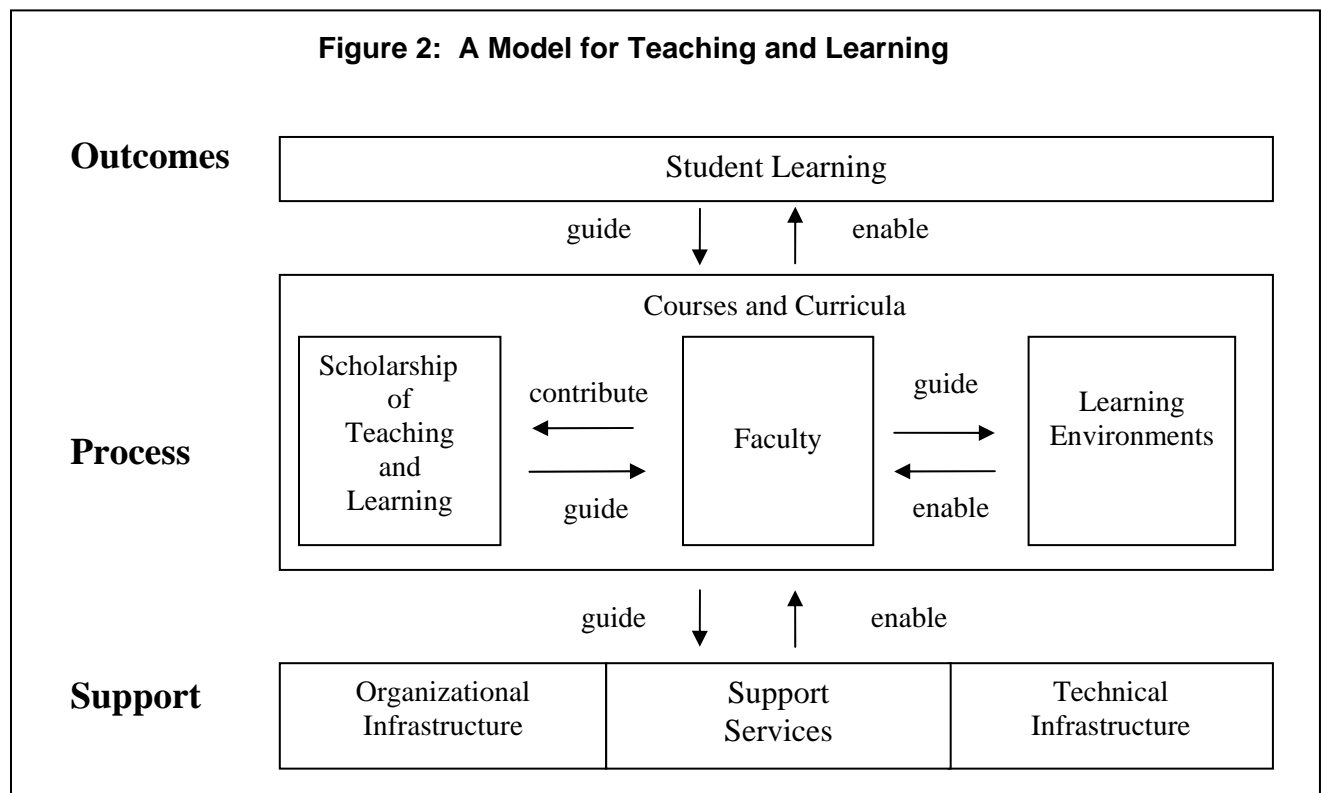 Figure 2: A Model for Teaching and Learning
Outcomes
Student Learning
guide
enable
Courses and Curricula
Process
Scholarship
of
Teaching
and
Learning
contribute
guide
Faculty
guide
enable
Learning
Environments
guide
enable
Support
Organizational
Infrastructure
Support
Services
Technical
Infrastructure